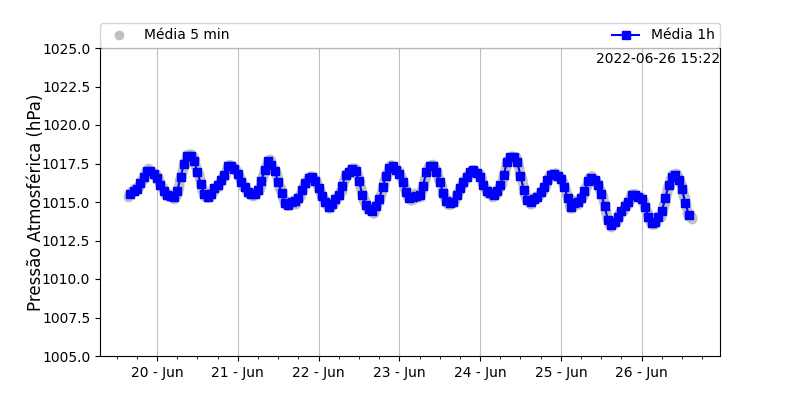 Média 5 min
Média 1h
2022-06-26 15:22
Pressão Atmosférica (hPa)
1025.0
1022.5
1020.0
1017.5
1015.0
1012.5
1010.0
1007.5
1005.0
20 - Jun
21 - Jun
22 - Jun
23 - Jun
24 - Jun
25 - Jun
26 - Jun